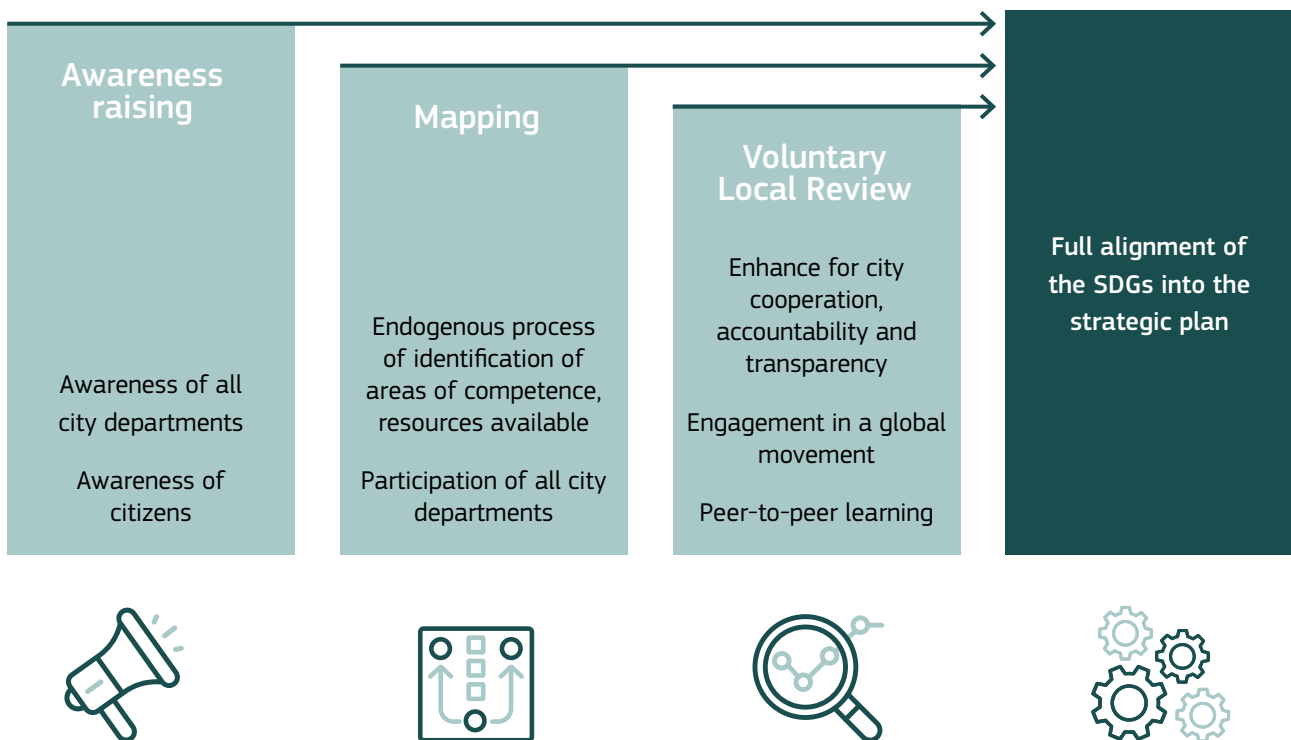 Awareness
raising
Awareness of all
city departments
Awareness of
citizens
Mapping
Endogenous process
of identification of
areas of competence,
resources available
Participation of all city
departments
Voluntary
Local Review
Enhance for city
cooperation,
accountability and
transparency
Engagement in a global
movement
Peer-to-peer learning
Full alignment of
the SDGs into the
strategic plan